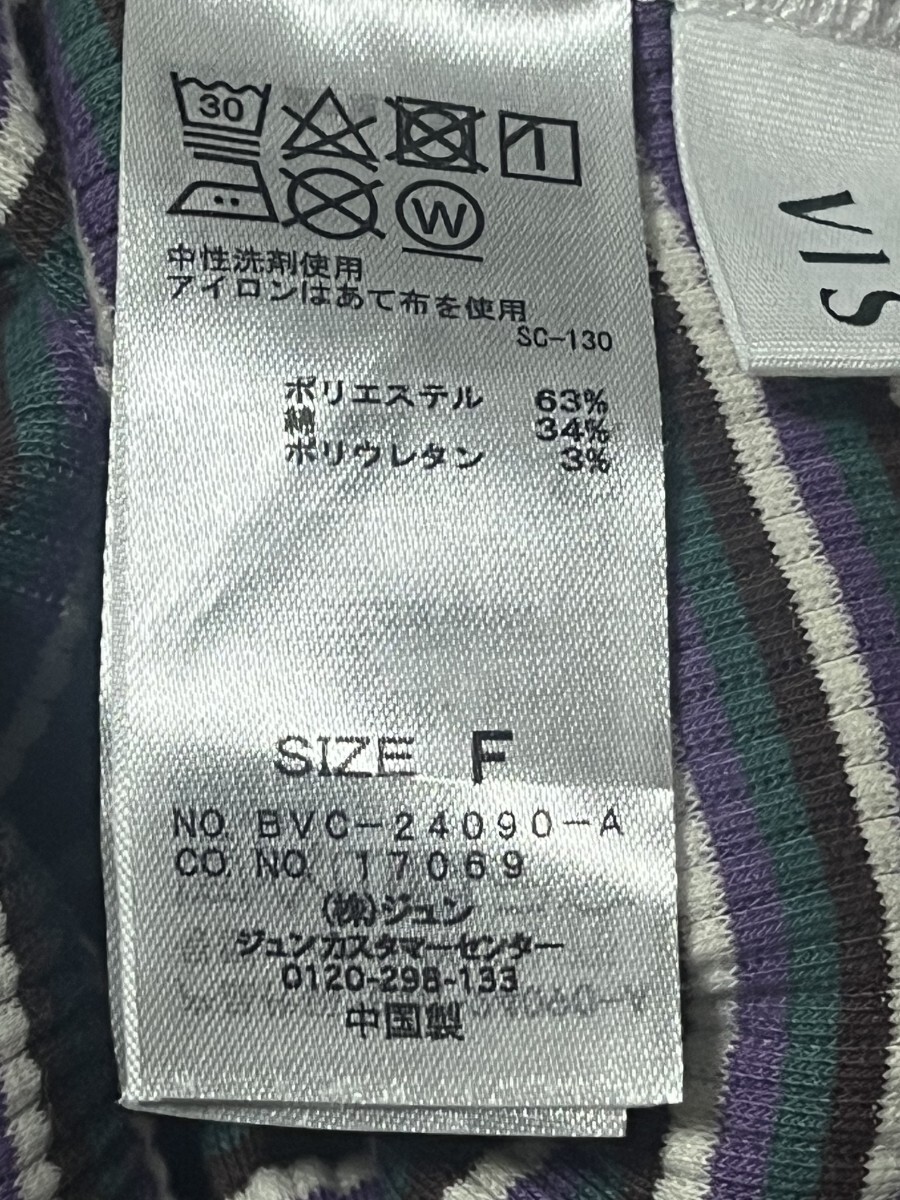 30
W
中性洗剤使用
アイロンはあて布を使用
SC-130
ポリエステル 63%
綿 34%
ポリウレタン 3%
SIZE F
NO. BVC-24090-A
CO. NO. 17069
(株)ジュン
ジュンカスタマーセンター
0120-298-133
中国製
VIS